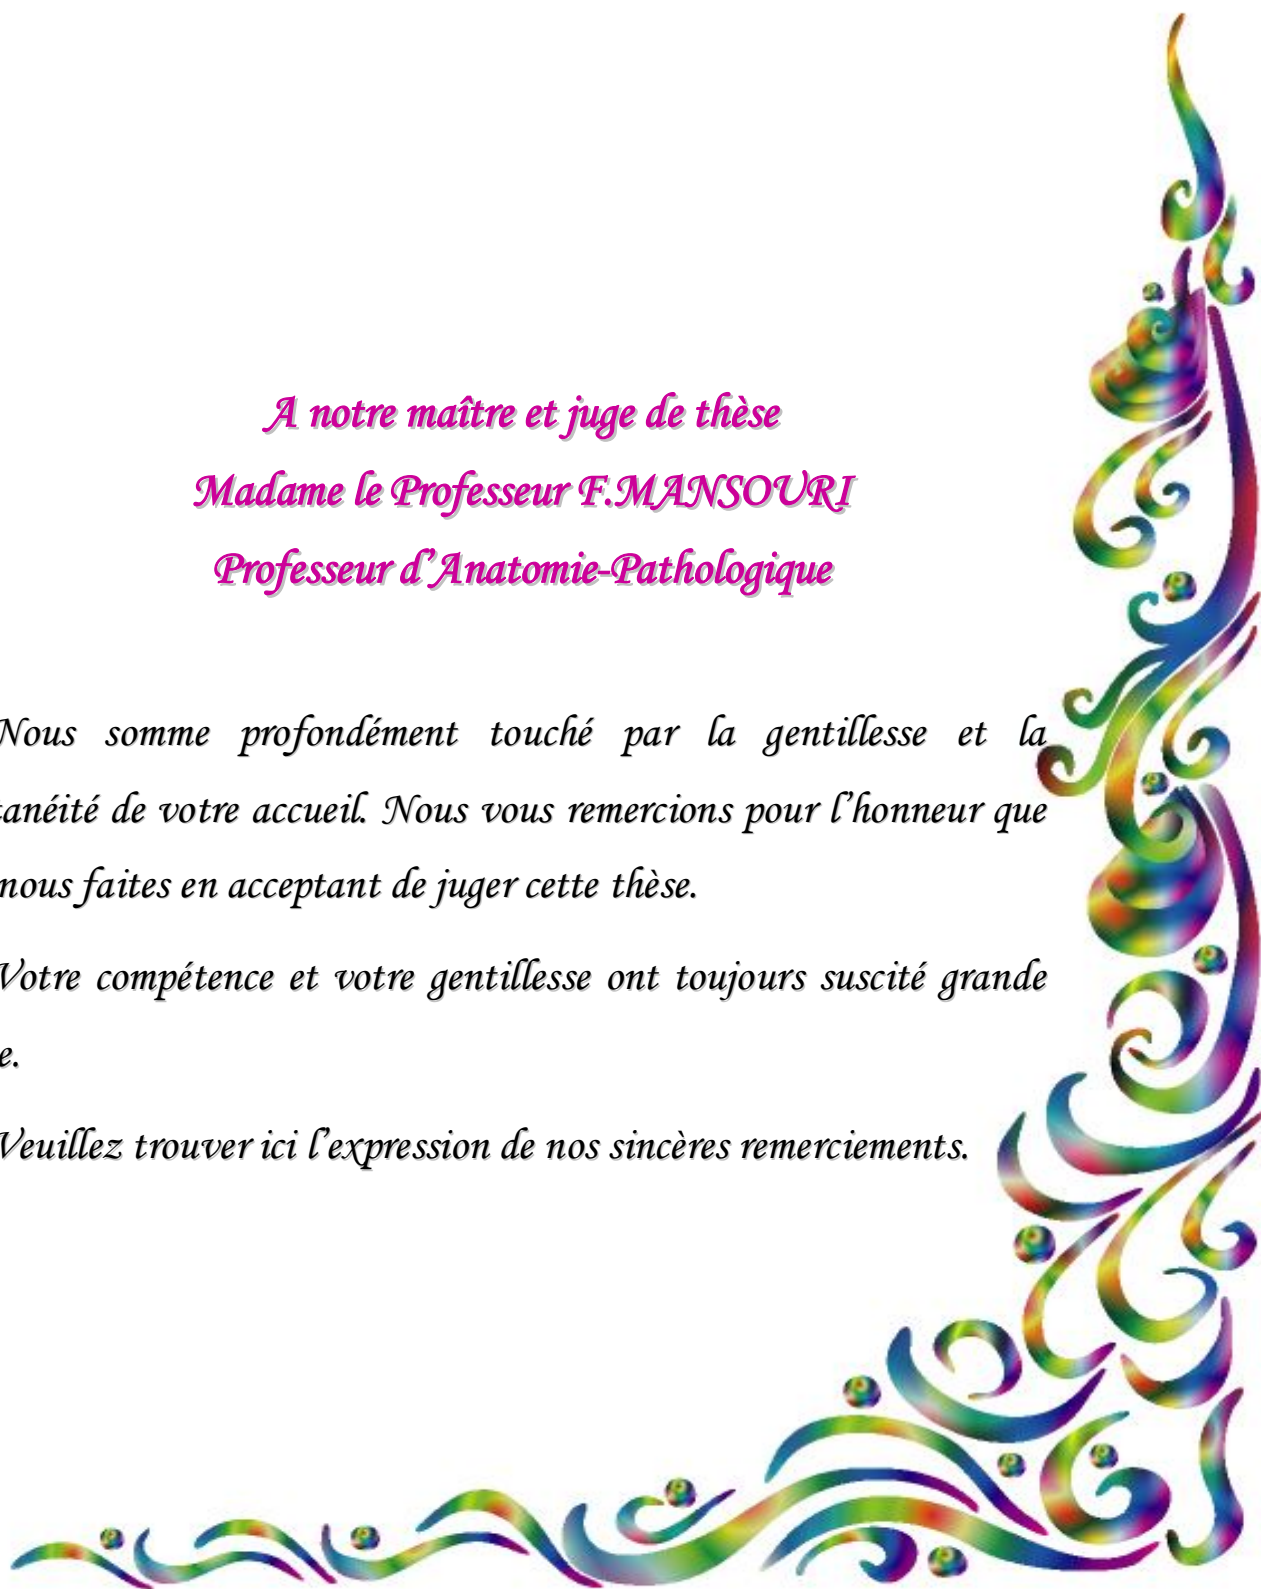 A notre maître et juge de thèse
Madame le Professeur F.MANSOURI
Professeur d’Anatomie-Pathologique
Nous somme profondément touché par la gentillesse et la
tanéité de votre accueil. Nous vous remercions pour l’honneur que
nous faites en acceptant de juger cette thèse.
Votre compétence et votre gentillesse ont toujours suscité grande
e.
Veuillez trouver ici l’expression de nos sincères remerciements.